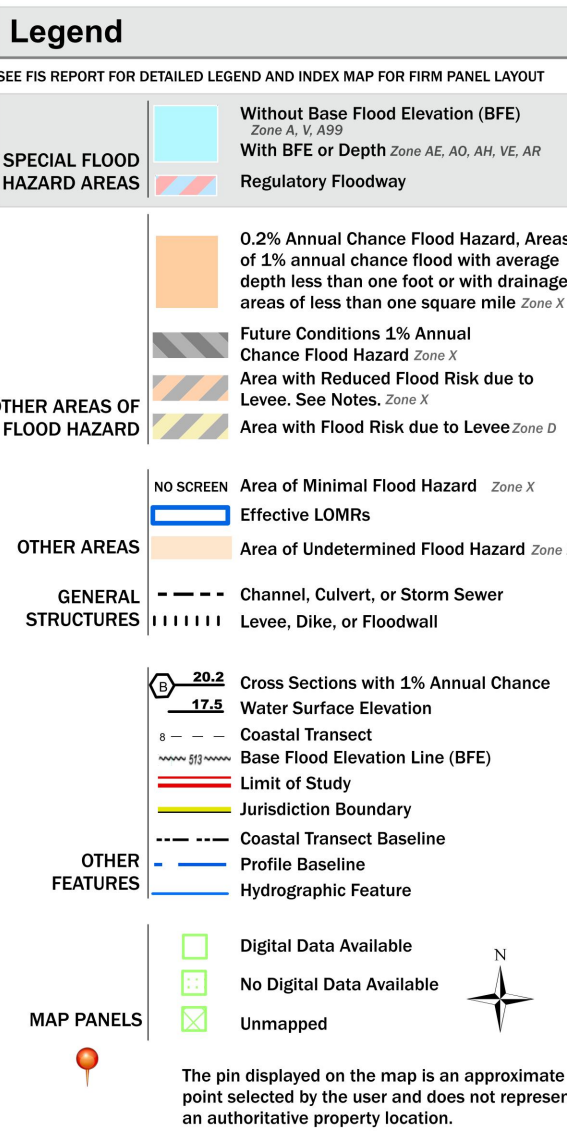 Legend
SEE FIS REPORT FOR DETAILED LEGEND AND INDEX MAP FOR FIRM PANEL LAYOUT
SPECIAL FLOOD
HAZARD AREAS
Without Base Flood Elevation (BFE)
Zone A, V, A99
With BFE or Depth Zone AE, AO, AH, VE, AR
Regulatory Floodway
OTHER AREAS OF
FLOOD HAZARD
0.2% Annual Chance Flood Hazard, Areas
of 1% annual chance flood with average
depth less than one foot or with drainage
areas of less than one square mile Zone X
Future Conditions 1% Annual
Chance Flood Hazard Zone X
Area with Reduced Flood Risk due to
Levee. See Notes. Zone X
Area with Flood Risk due to Levee Zone D
OTHER AREAS
NO SCREEN Area of Minimal Flood Hazard Zone X
Effective LOMRs
Area of Undetermined Flood Hazard Zone
GENERAL
STRUCTURES
Channel, Culvert, or Storm Sewer
Levee, Dike, or Floodwall
OTHER
FEATURES
B 20.2 Cross Sections with 1% Annual Chance
17.5 Water Surface Elevation
8 Coastal Transect
513 Base Flood Elevation Line (BFE)
Limit of Study
Jurisdiction Boundary
Coastal Transect Baseline
Profile Baseline
Hydrographic Feature
MAP PANELS
Digital Data Available
No Digital Data Available
Unmapped
N
The pin displayed on the map is an approximate
point selected by the user and does not represen
an authoritative property location.